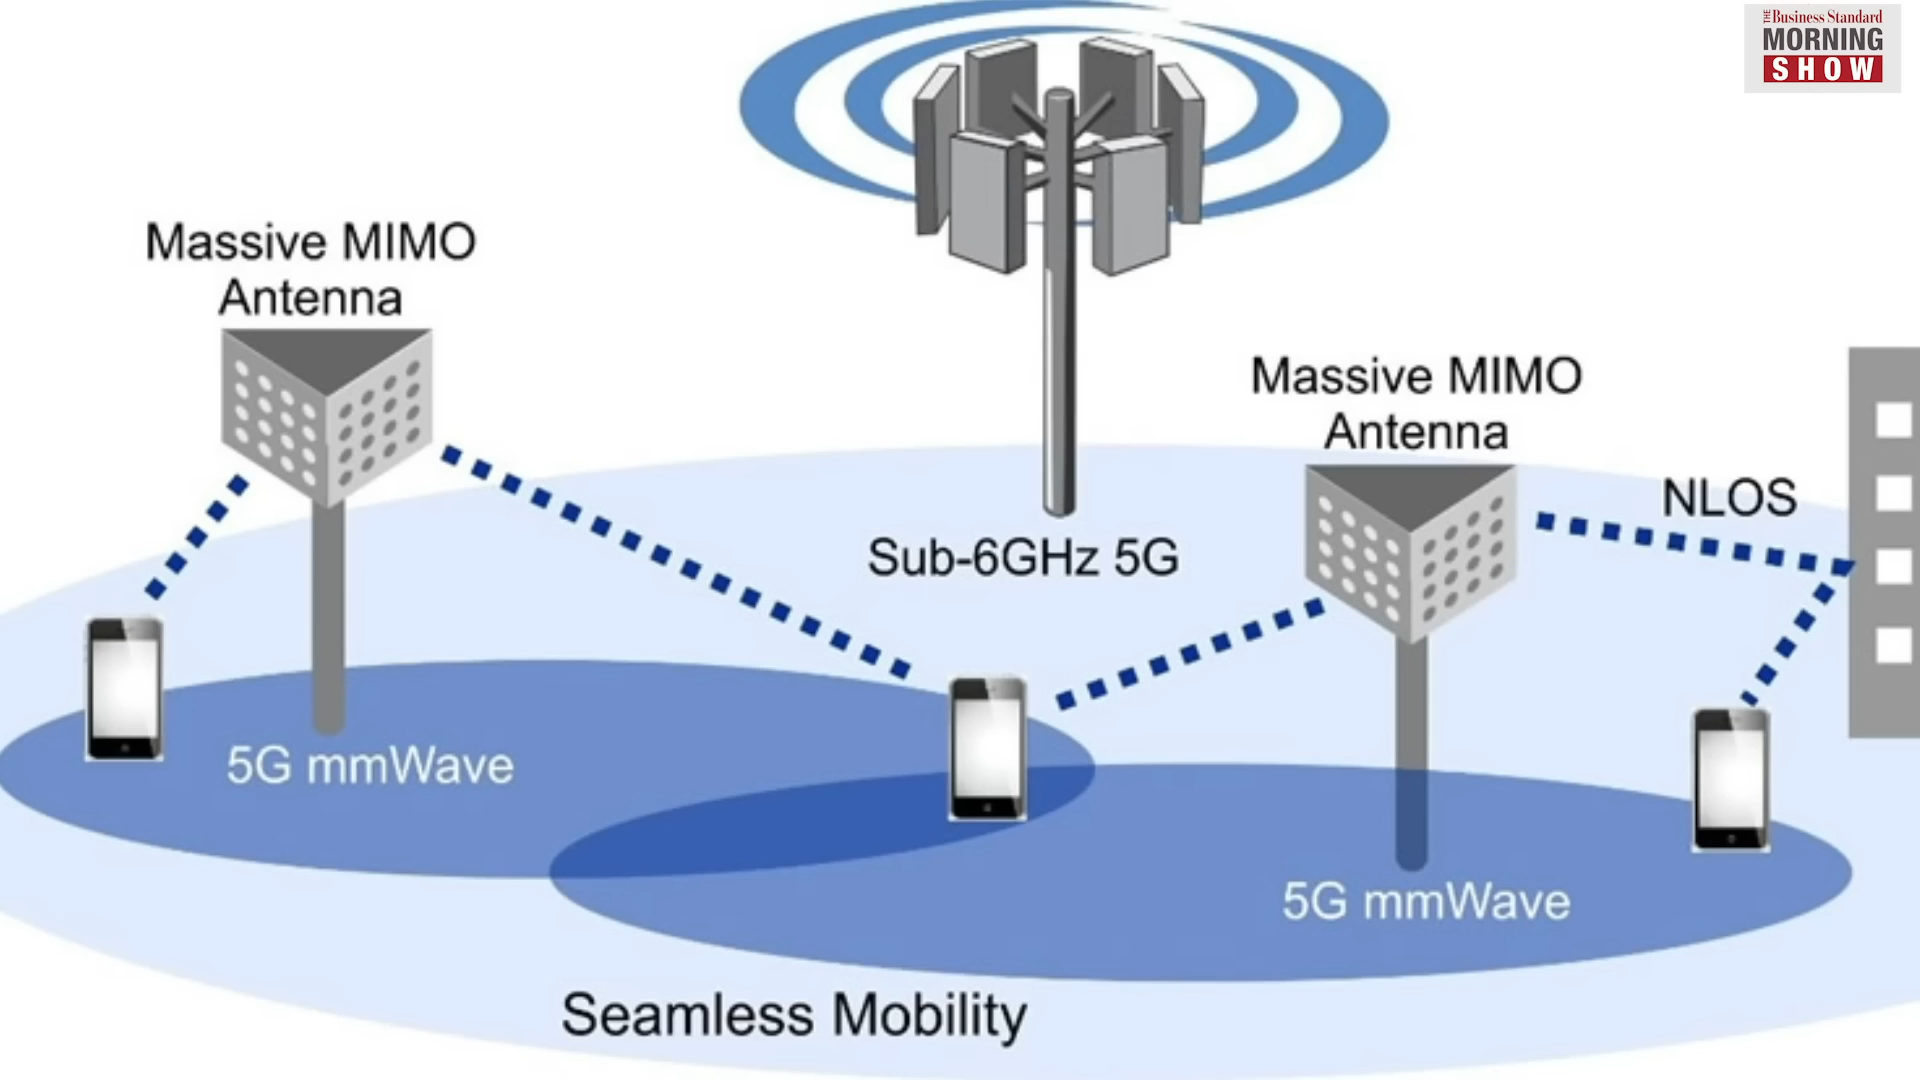 THE Business Standard
MORNING
SHOW
Massive MIMO
Antenna
Massive MIMO
Antenna
NLOS
Sub-6GHz 5G
5G mmWave
5G mmWave
Seamless Mobility